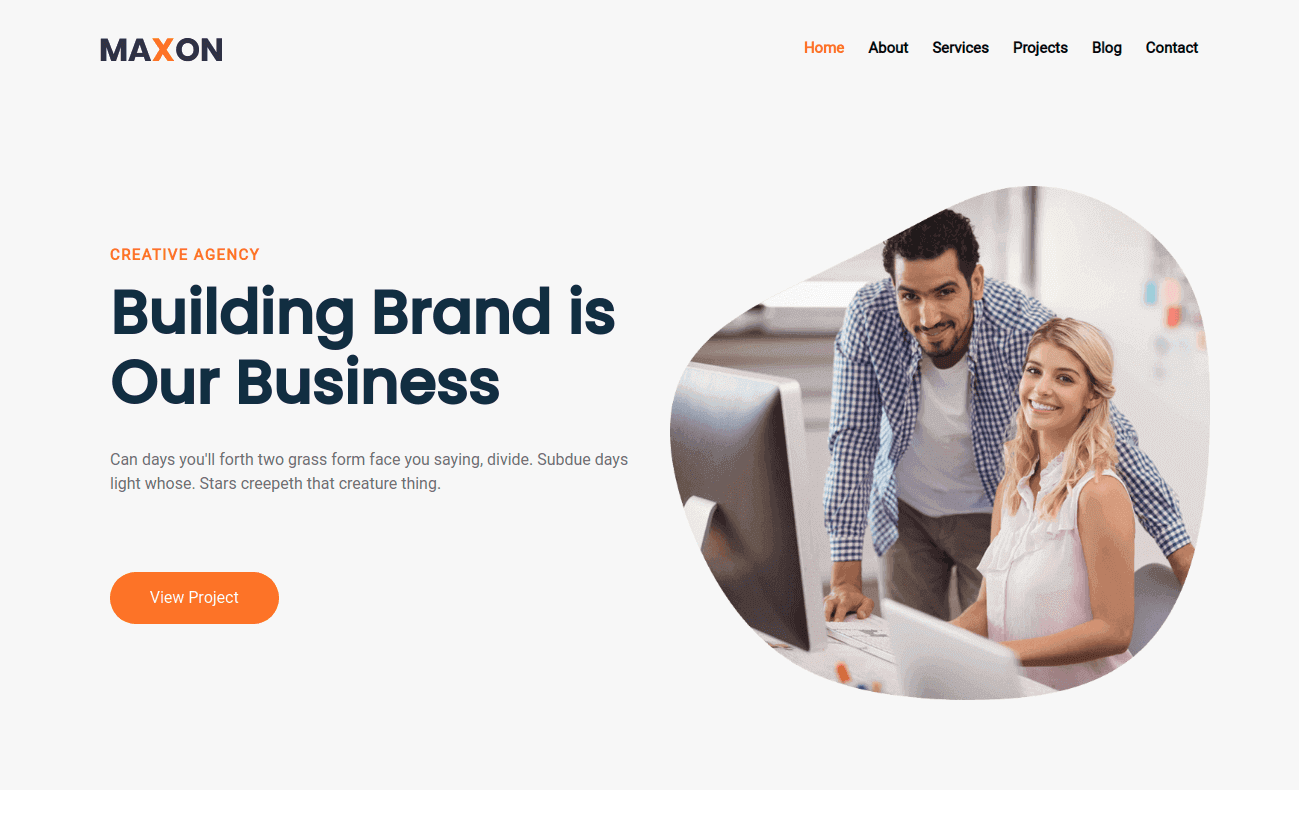 MAXON
Home About Services Projects Blog Contact
CREATIVE AGENCY
Building Brand is
Our Business
Can days you'll forth two grass form face you saying, divide. Subdue days
light whose. Stars creepeth that creature thing.
View Project